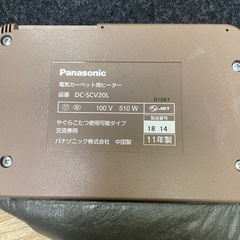 01567
Panasonic
電気カーペット用ヒーター
品番 DC-SCV20L
100 V 510 W
JET
やぐらこたつ使用可能タイプ
交流専用
製造番号
18 14
パナソニック株式会社 中国製
11年製